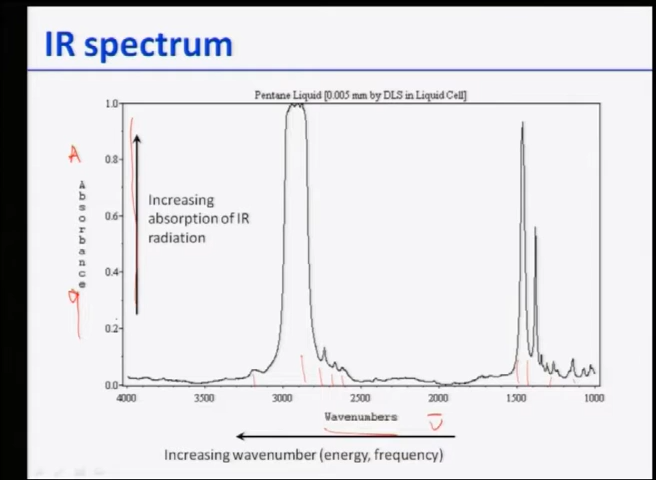 IR spectrum
Pentane Liquid [0.005 mm by DLS in Liquid Cell]
1.0
0.8
0.6
0.4
0.2
0.0
A
Absorbance
Increasing
absorption of IR
radiation
4000 3500 3000 2500 2000 1500 1000
Wavenumbers
ν̄
Increasing wavenumber (energy, frequency)